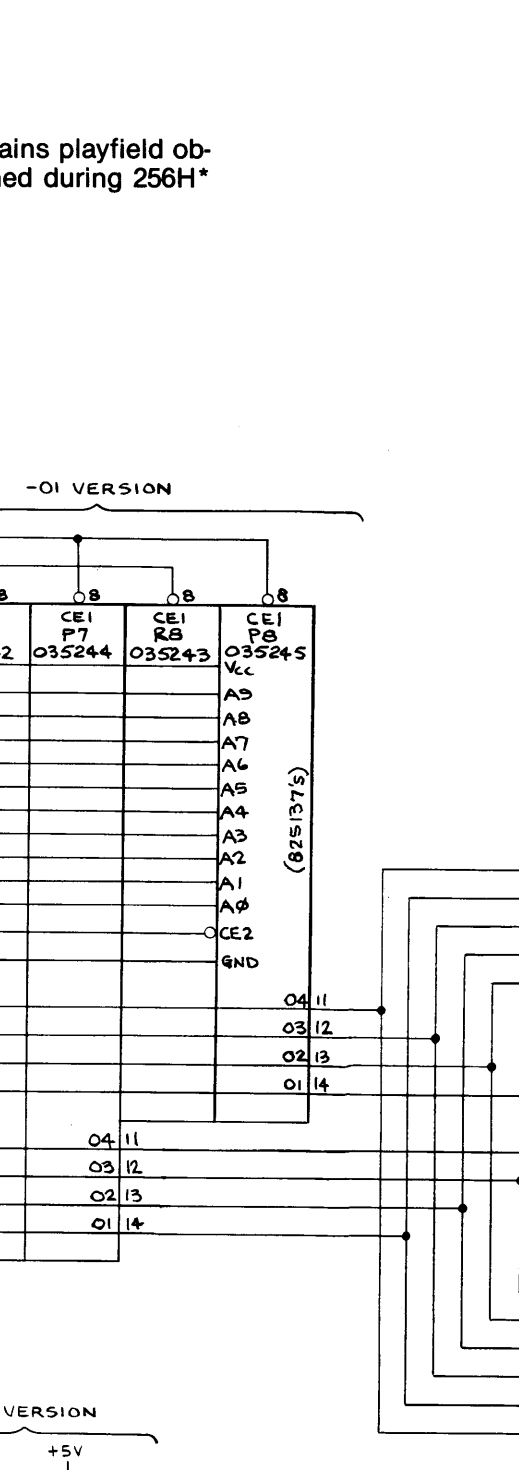 ains playfield ob-
ned during 256H*
-01 VERSION
8 8 8 8
CE1 CE1 CE1
P7 R8 P8
2 035244 035243 035245
Vcc
A9
A8
A7
A6
A5
A4
A3
A2
A1
AØ
CE2
GND
(82S137's)
04 11
03 12
02 13
01 14
04 11
03 12
02 13
01 14
VERSION
+5V